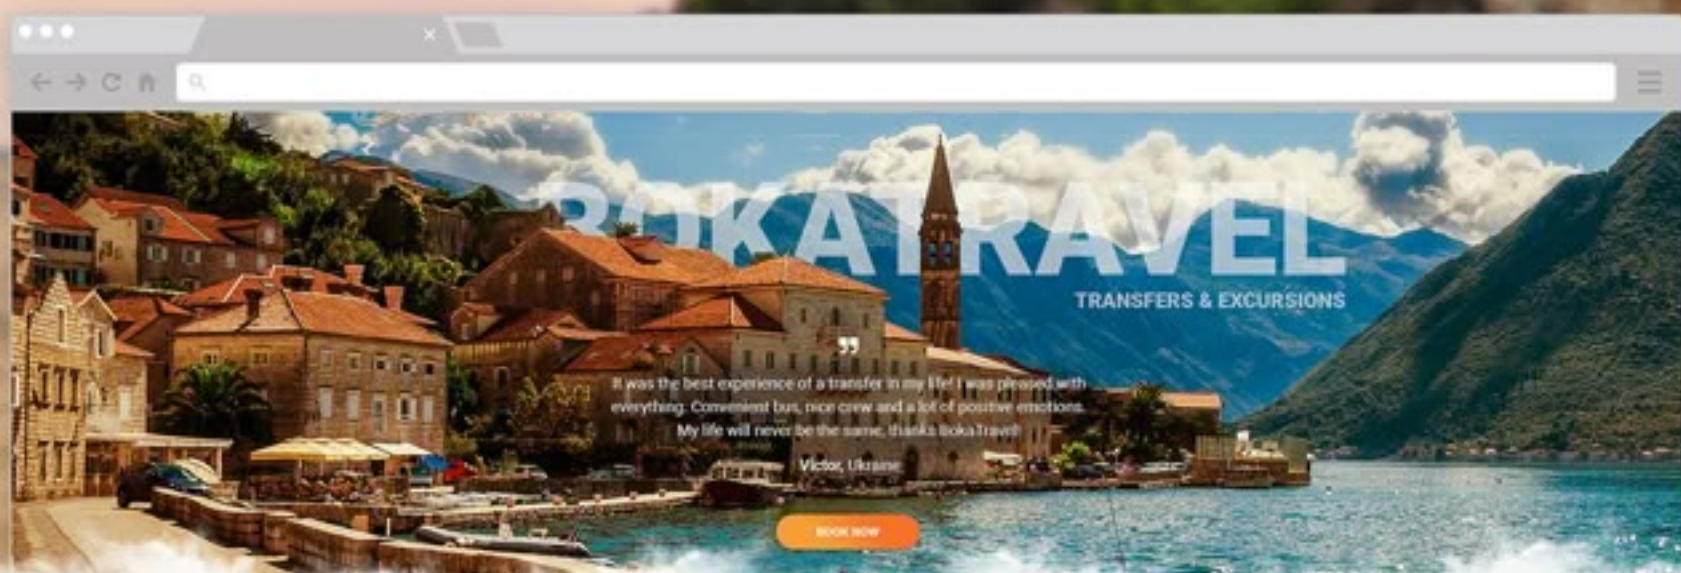 BOKATRAVEL
TRANSFERS & EXCURSIONS
”
It was the best experience of a transfer in my life! I was pleased with
everything. Convenient bus, nice crew and a lot of positive emotions.
My life will never be the same, thanks BokaTravel!
Victor, Ukraine
BOOK NOW